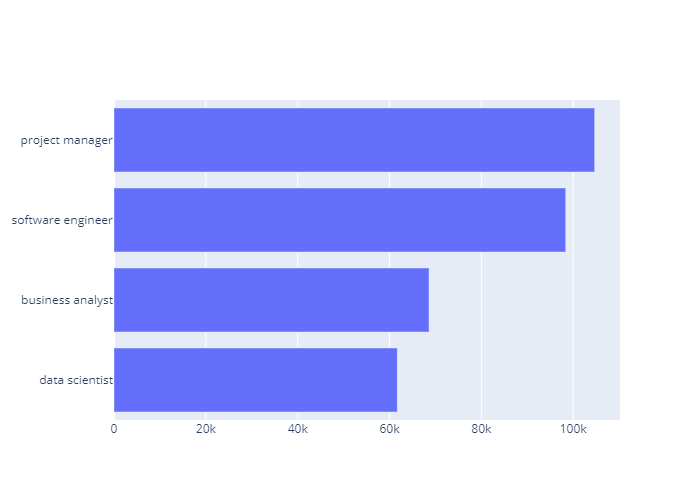 project manager
software engineer
business analyst
data scientist
0 20k 40k 60k 80k 100k